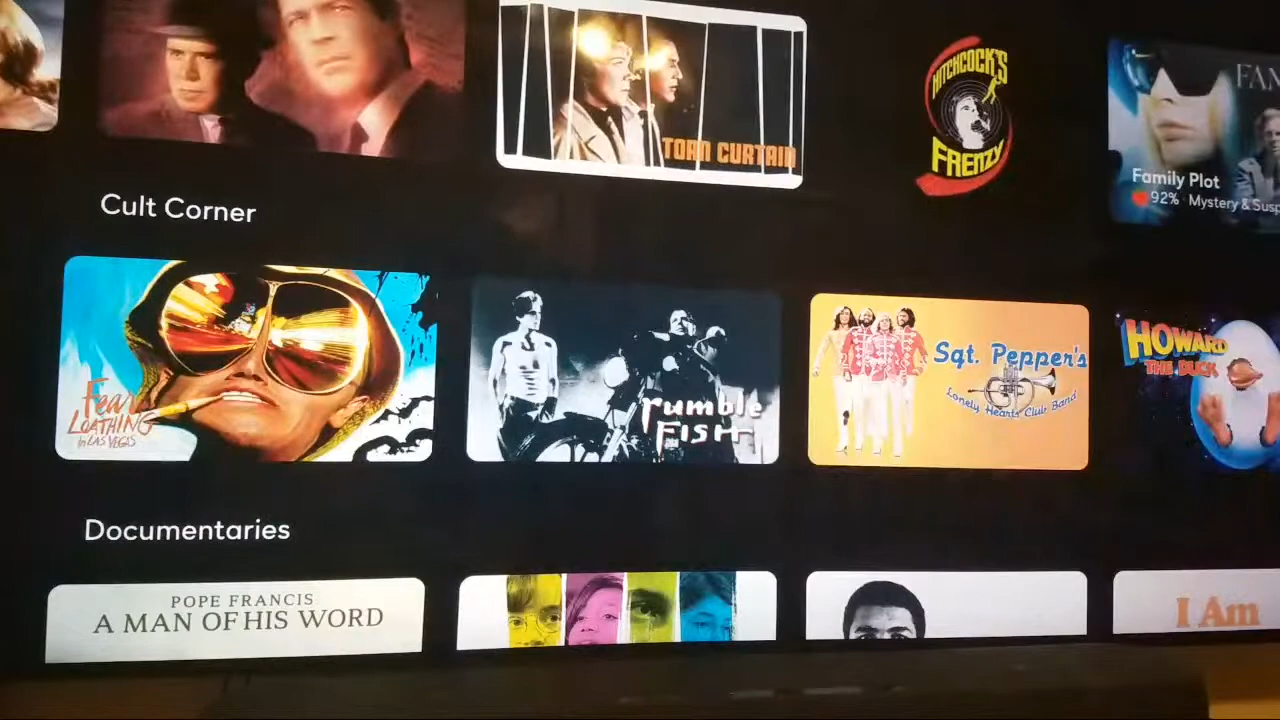 TORN CURTAIN
HITCHCOCK'S
FRENZY
FAM
Family Plot
92% Mystery & Susp
Cult Corner
Fear
LOATHING
IN LAS VEGAS
rumble
FISH
Sgt. Pepper's
Lonely Hearts Club Band
HOWARD
THE DUCK
Documentaries
POPE FRANCIS
A MAN OF HIS WORD
I Am